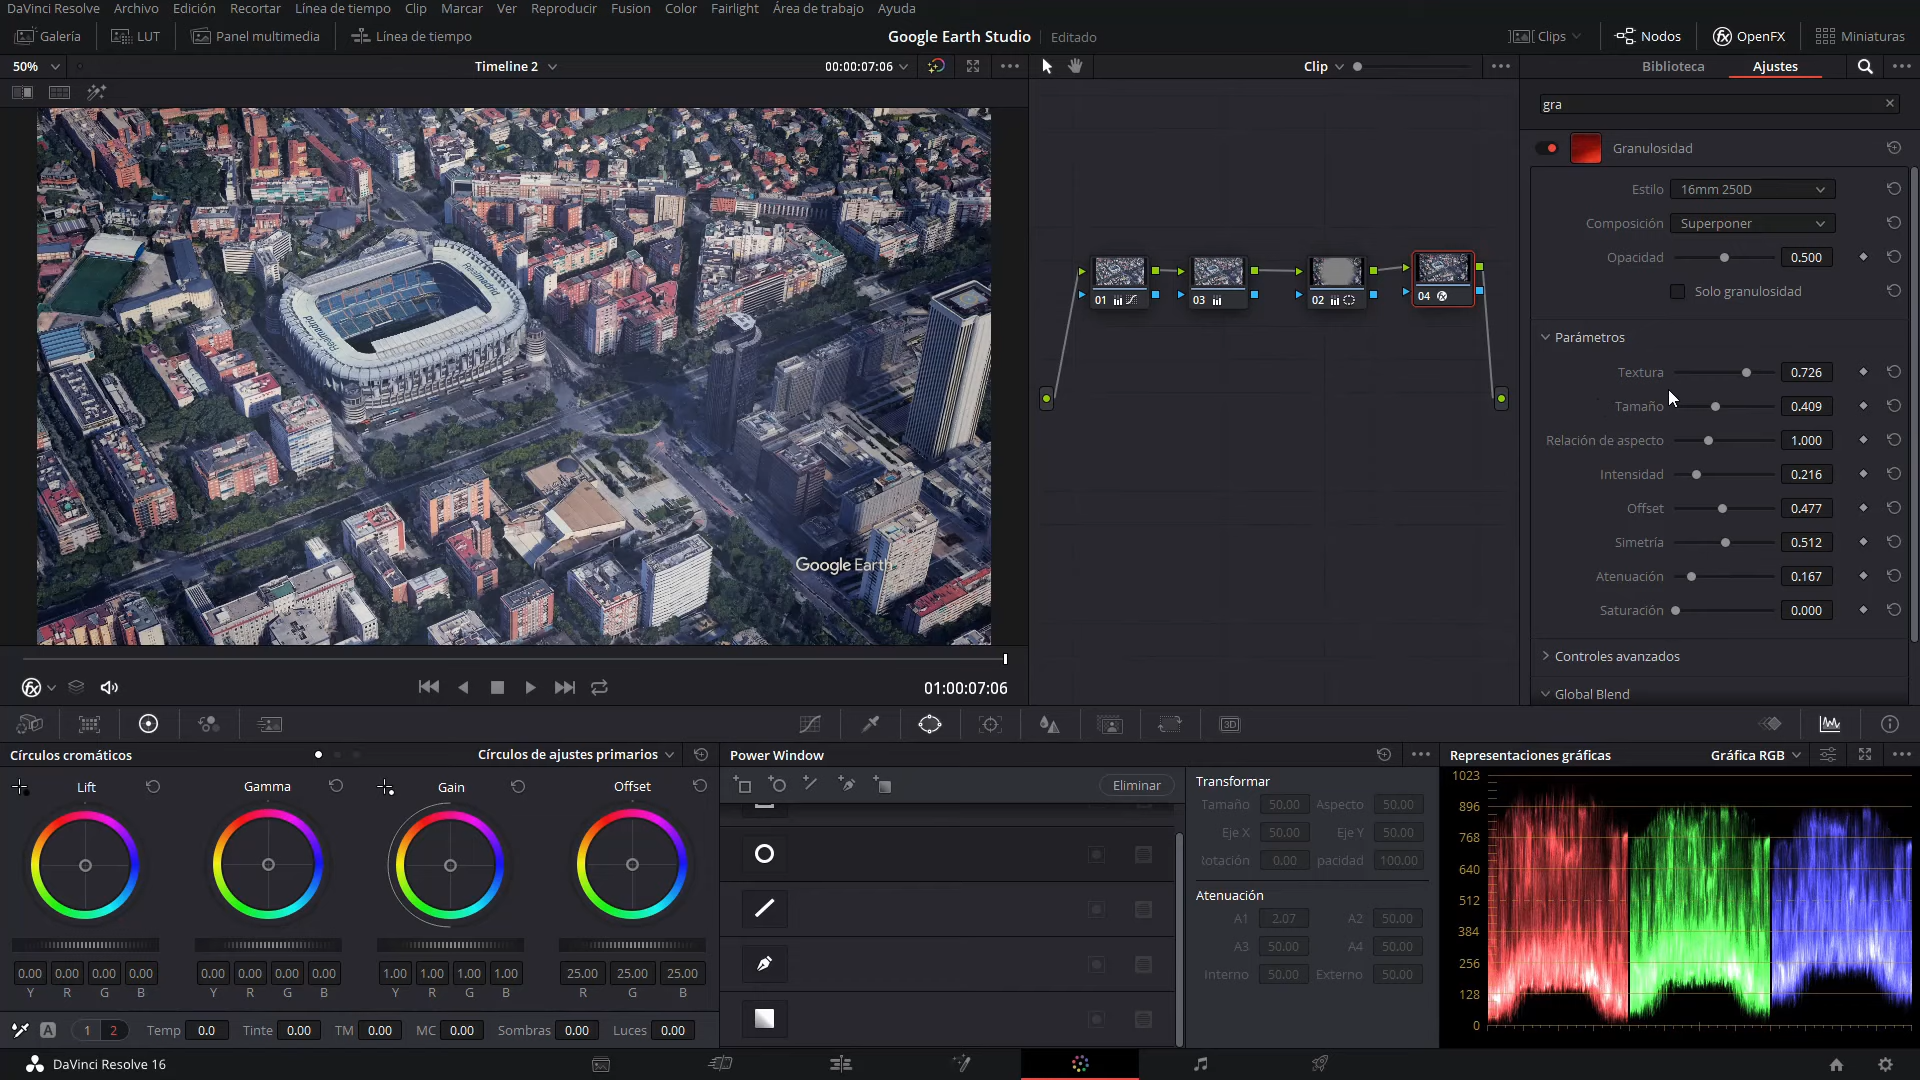 DaVinci Resolve Archivo Edición Recortar Línea de tiempo Clip Marcar Ver Reproducir Fusion Color Fairlight Área de trabajo Ayuda
Galería LUT Panel multimedia Línea de tiempo Google Earth Studio Editado Clips Nodos OpenFX Miniaturas
50% Timeline 2 00:00:07:06 Clip Biblioteca Ajustes
gra
Granulosidad
Estilo 16mm 250D
Composición Superponer
Opacidad 0.500
Solo granulosidad
Parámetros
Textura 0.726
Tamaño 0.409
Relación de aspecto 1.000
Intensidad 0.216
Offset 0.477
Simetría 0.512
Atenuación 0.167
Saturación 0.000
Controles avanzados
Global Blend
01 03 02 04
Realmadrid
Realmadrid
Google Earth
01:00:07:06
3D
Círculos cromáticos Círculos de ajustes primarios
Lift Gamma Gain Offset
0.00 0.00 0.00 0.00 0.00 0.00 0.00 0.00 1.00 1.00 1.00 1.00 25.00 25.00 25.00
Y R G B Y R G B Y R G B R G B
A 1 2 Temp 0.0 Tinte 0.00 TM 0.00 MC 0.00 Sombras 0.00 Luces 0.00
Power Window
Eliminar
Transformar
Tamaño 50.00 Aspecto 50.00
Eje X 50.00 Eje Y 50.00
Rotación 0.00 pacidad 100.00
Atenuación
A1 2.07 A2 50.00
A3 50.00 A4 50.00
Interno 50.00 Externo 50.00
Representaciones gráficas Gráfica RGB
1023
896
768
640
512
384
256
128
0
DaVinci Resolve 16